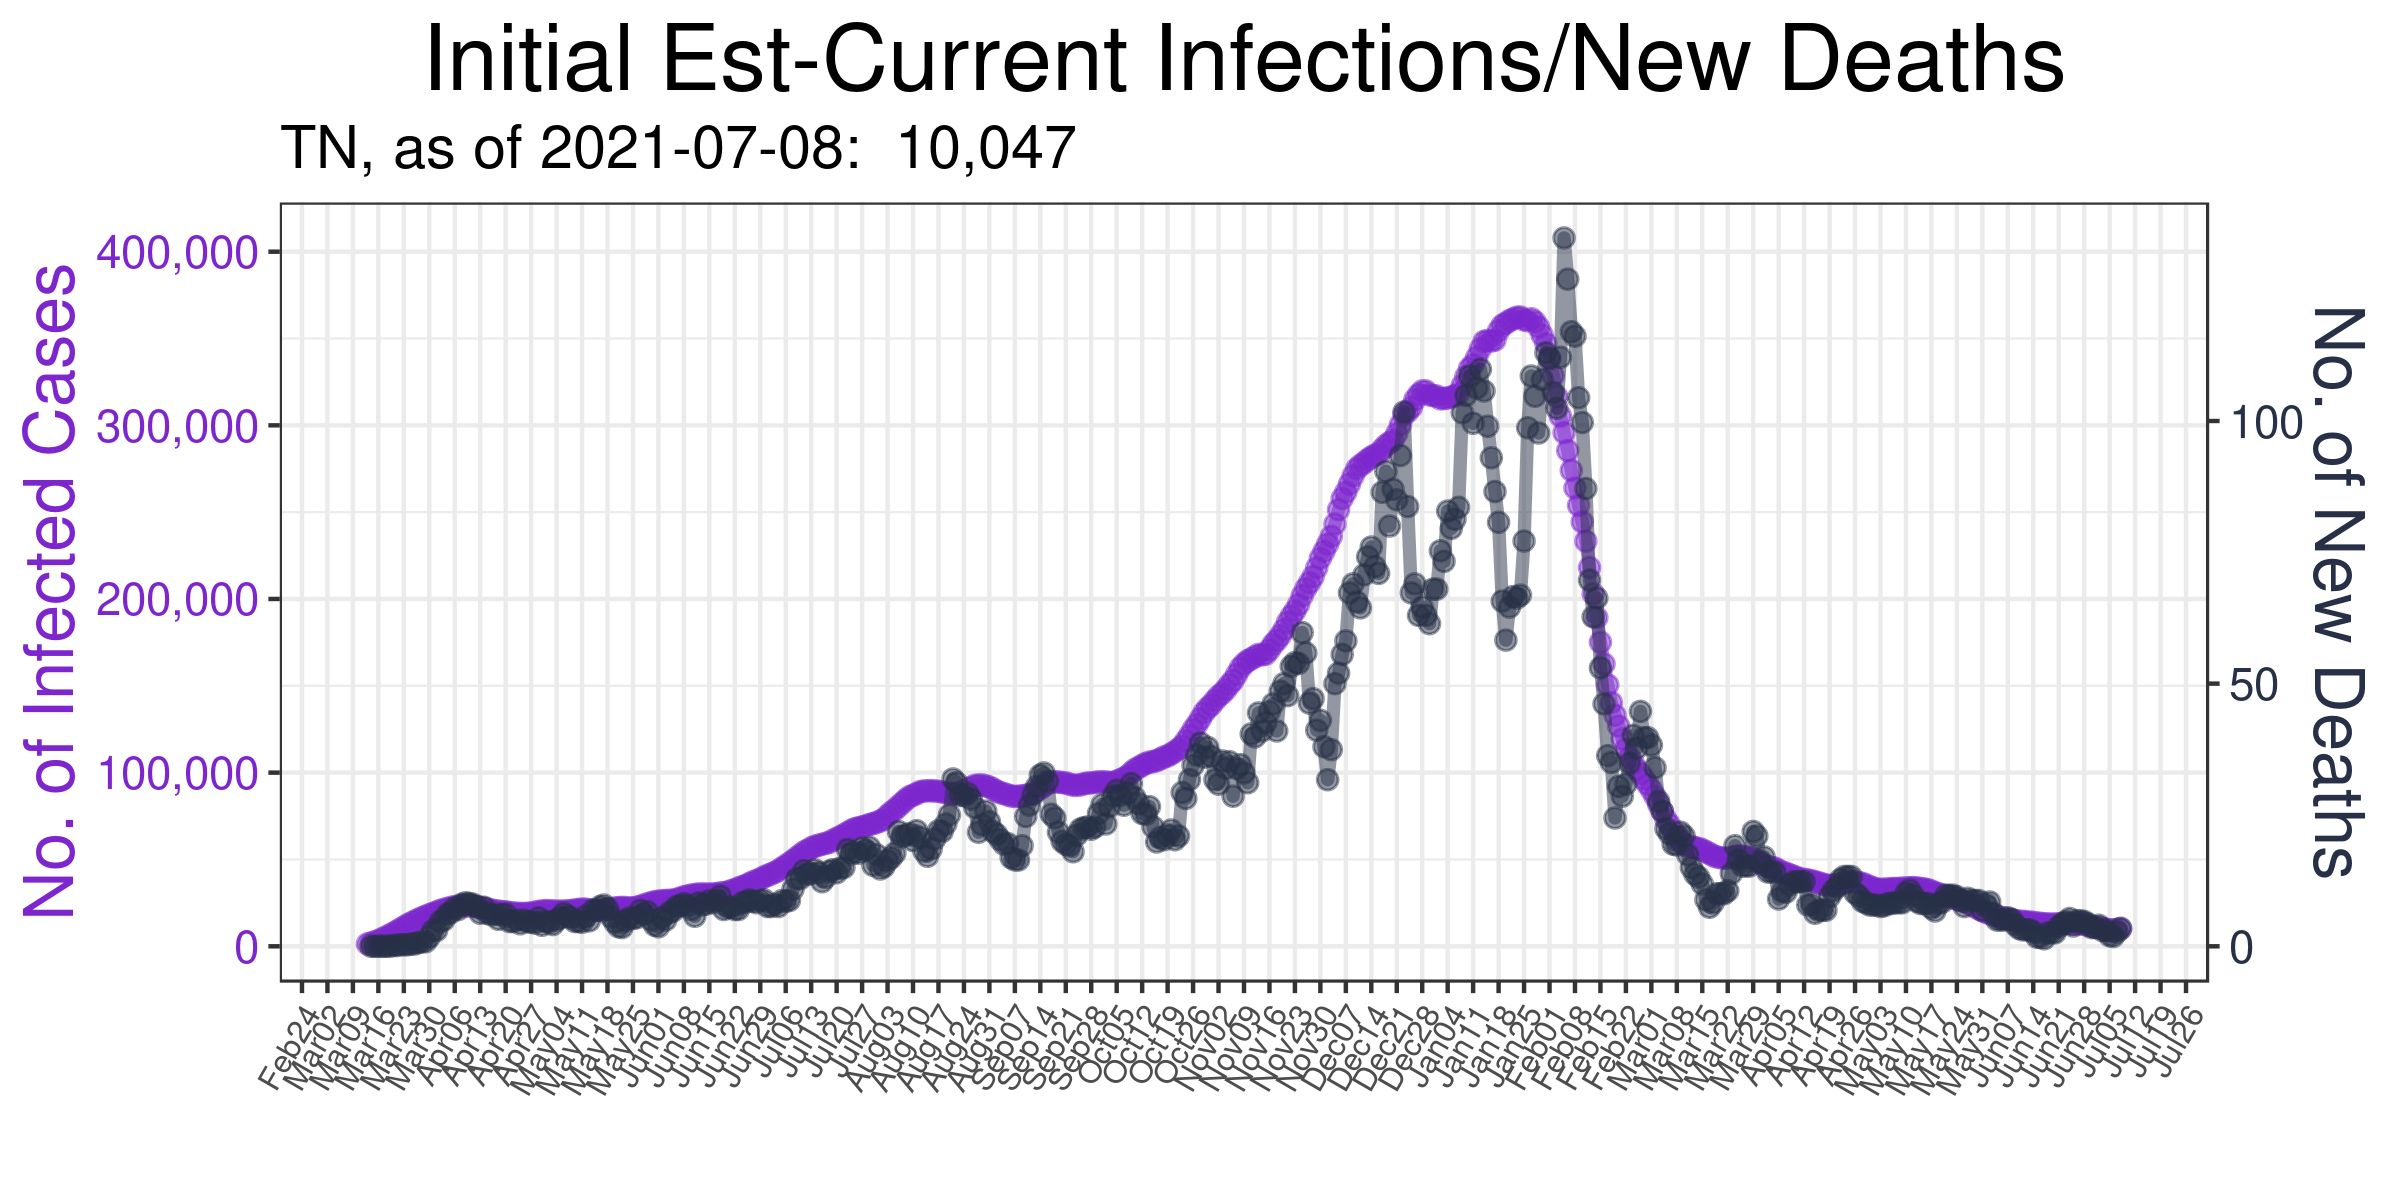 Initial Est-Current Infections/New Deaths
TN, as of 2021-07-08: 10,047
No. of Infected Cases
400,000
300,000
200,000
100,000
0
No. of New Deaths
100
50
0
Feb24
Mar02
Mar09
Mar16
Mar23
Mar30
Apr06
Apr13
Apr20
Apr27
May04
May11
May18
May25
Jun01
Jun08
Jun15
Jun22
Jun29
Jul06
Jul13
Jul20
Jul27
Aug03
Aug10
Aug17
Aug24
Aug31
Sep07
Sep14
Sep21
Sep28
Oct05
Oct12
Oct19
Oct26
Nov02
Nov09
Nov16
Nov23
Nov30
Dec07
Dec14
Dec21
Dec28
Jan04
Jan11
Jan18
Jan25
Feb01
Feb08
Feb15
Feb22
Mar01
Mar08
Mar15
Mar22
Mar29
Apr05
Apr12
Apr19
Apr26
May03
May10
May17
May24
May31
Jun07
Jun14
Jun21
Jun28
Jul05
Jul12
Jul19
Jul26